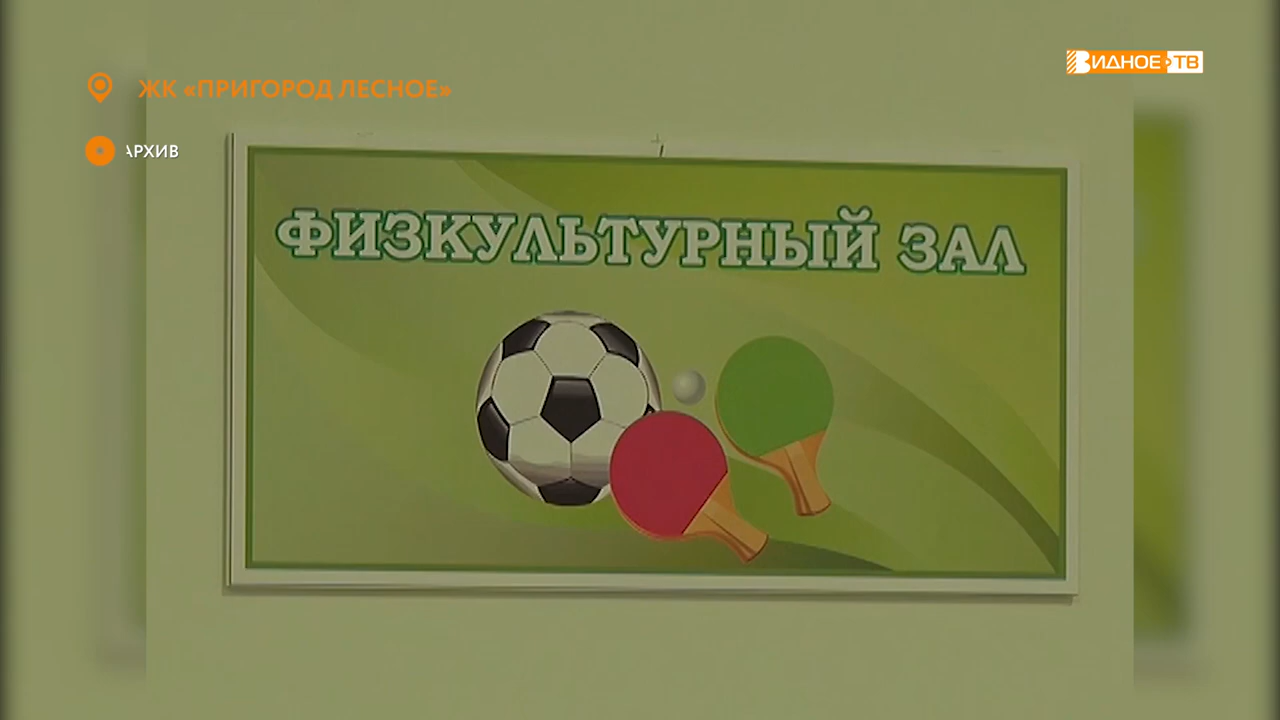 ЖК «ПРИГОРОД ЛЕСНОЕ»
ВИДНОЕ ТВ
АРХИВ
ФИЗКУЛЬТУРНЫЙ ЗАЛ